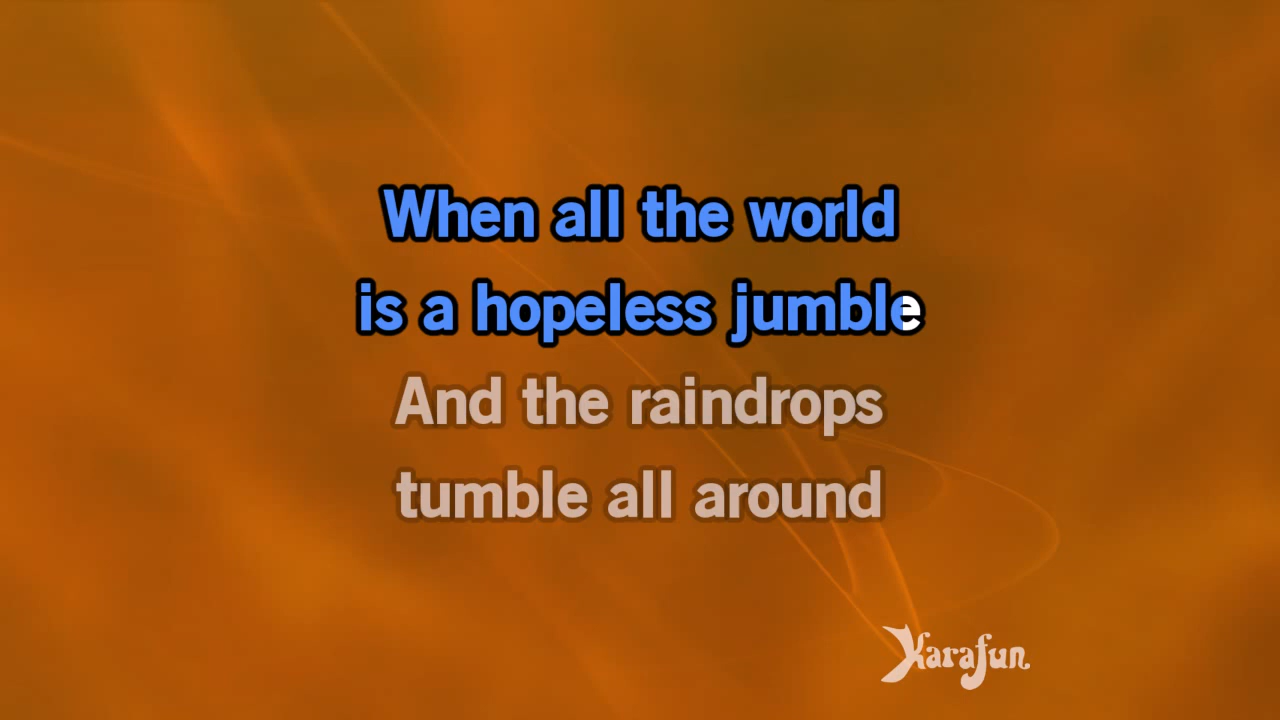 When all the world
is a hopeless jumble
And the raindrops
tumble all around
Karafun